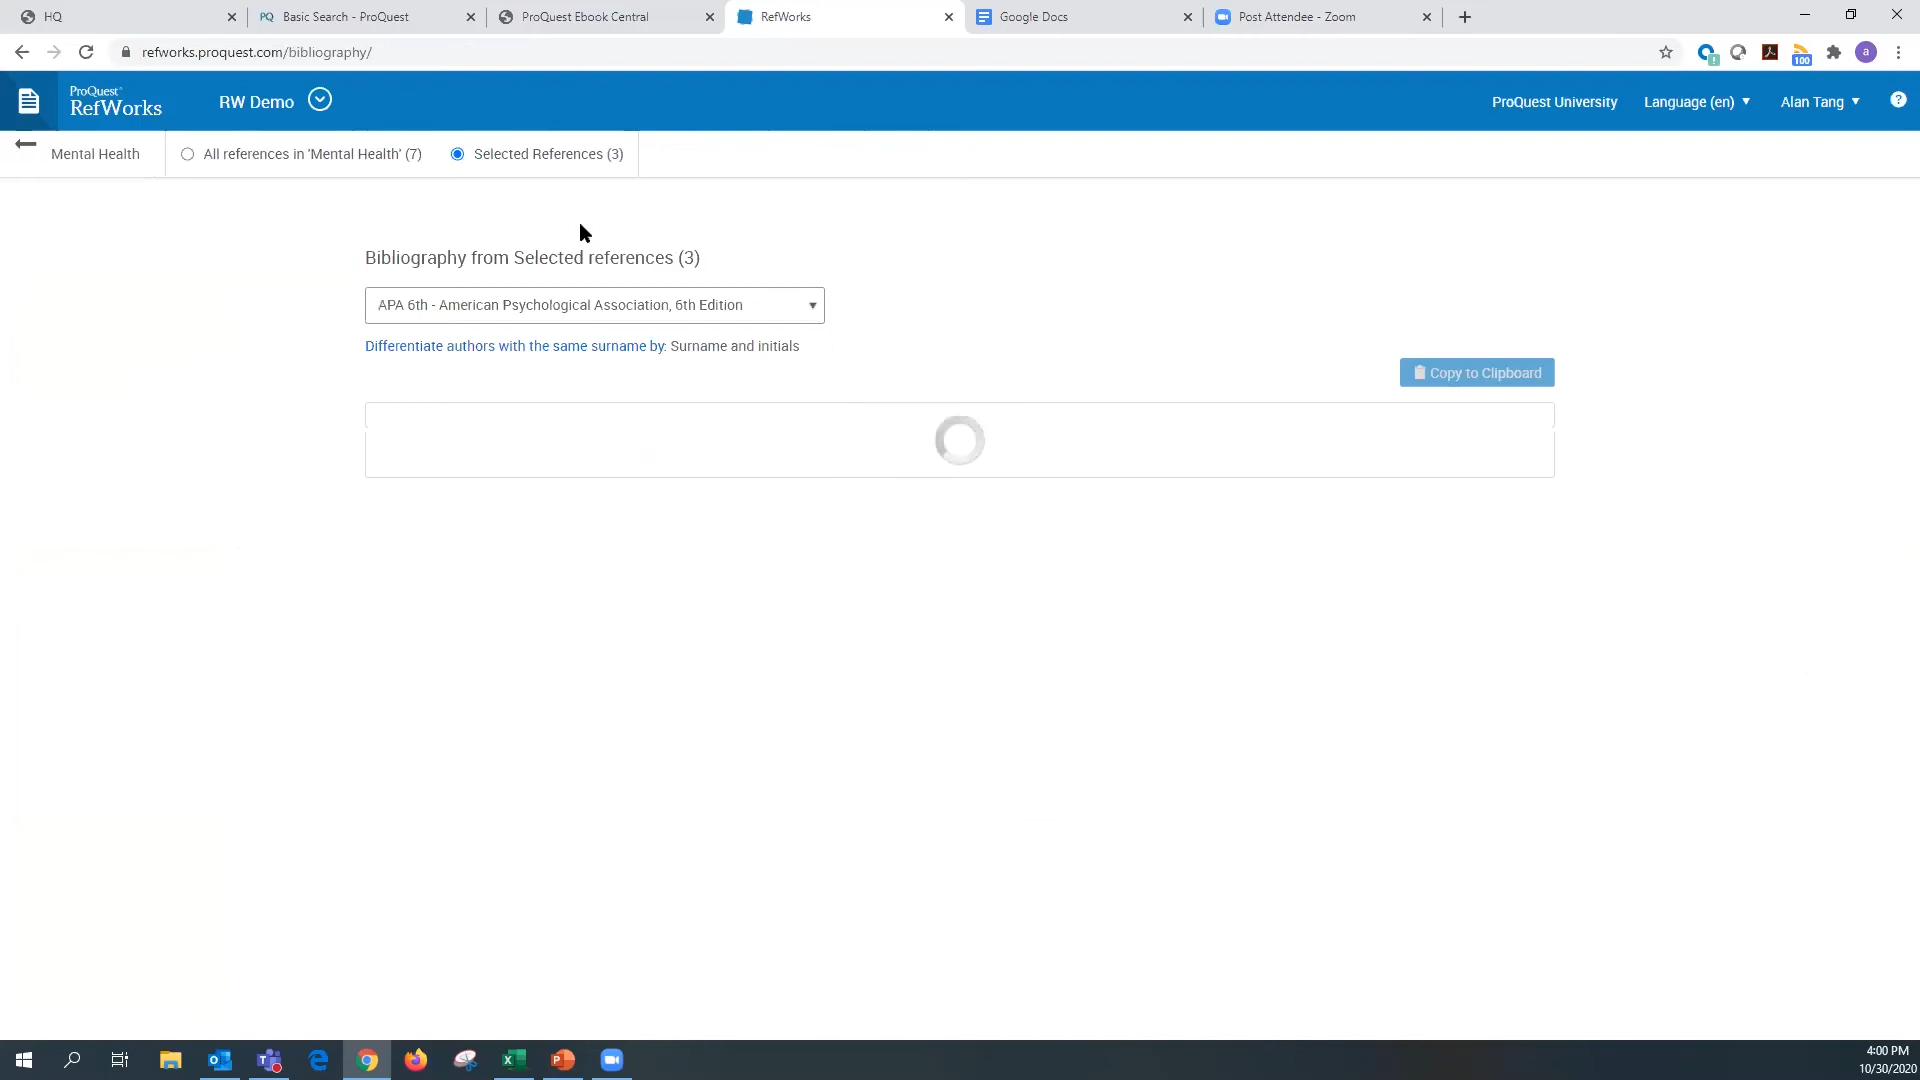 HQ
PQ Basic Search - ProQuest
ProQuest Ebook Central
RefWorks
Google Docs
Post Attendee - Zoom
refworks.proquest.com/bibliography/
100
a
ProQuest
RefWorks
RW Demo
ProQuest University
Language (en)
Alan Tang
?
Mental Health
All references in 'Mental Health' (7)
Selected References (3)
Bibliography from Selected references (3)
APA 6th - American Psychological Association, 6th Edition
Differentiate authors with the same surname by: Surname and initials
Copy to Clipboard
4:00 PM
10/30/2020